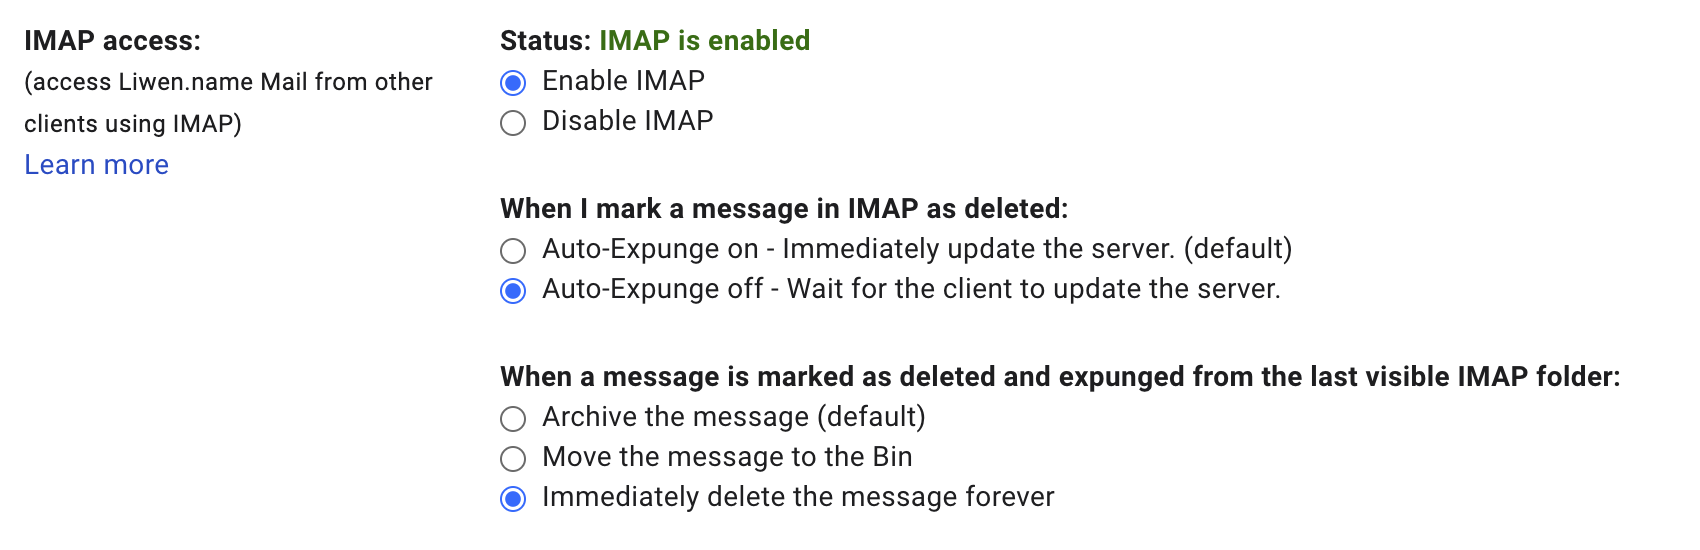 IMAP access:
(access Liwen.name Mail from other
clients using IMAP)
Learn more
Status: IMAP is enabled
Enable IMAP
Disable IMAP
When I mark a message in IMAP as deleted:
Auto-Expunge on - Immediately update the server. (default)
Auto-Expunge off - Wait for the client to update the server.
When a message is marked as deleted and expunged from the last visible IMAP folder:
Archive the message (default)
Move the message to the Bin
Immediately delete the message forever